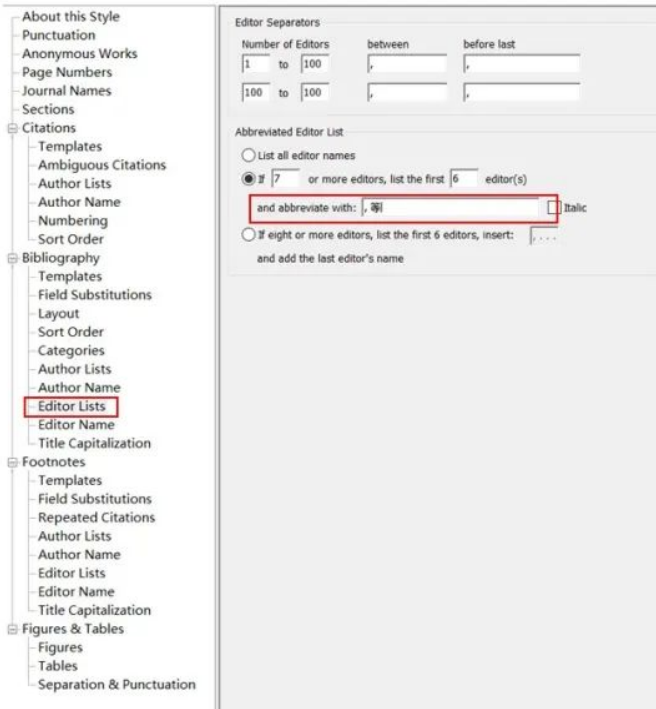 About this Style
Punctuation
Anonymous Works
Page Numbers
Journal Names
Sections
Citations
Templates
Ambiguous Citations
Author Lists
Author Name
Numbering
Sort Order
Bibliography
Templates
Field Substitutions
Layout
Sort Order
Categories
Author Lists
Author Name
Editor Lists
Editor Name
Title Capitalization
Footnotes
Templates
Field Substitutions
Repeated Citations
Author Lists
Author Name
Editor Lists
Editor Name
Title Capitalization
Figures & Tables
Figures
Tables
Separation & Punctuation
Editor Separators
Number of Editors between before last
1 to 100 , ,
100 to 100 , ,
Abbreviated Editor List
List all editor names
If 7 or more editors, list the first 6 editor(s)
and abbreviate with: , 等 Italic
If eight or more editors, list the first 6 editors, insert: , . . .
and add the last editor's name